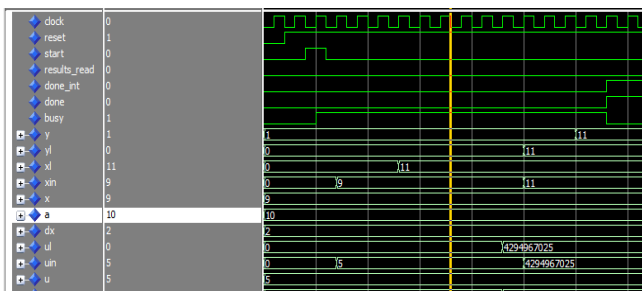 clock 0
reset 1
start 0
results_read 0
done_int 0
done 0
busy 1
y 1 1 11
yl 0 0 11
xl 11 0 11
xin 9 0 9 11
x 9 9
a 10 10
dx 2 2
ul 0 0 4294967025
uin 5 0 5 4294967025
u 5 5